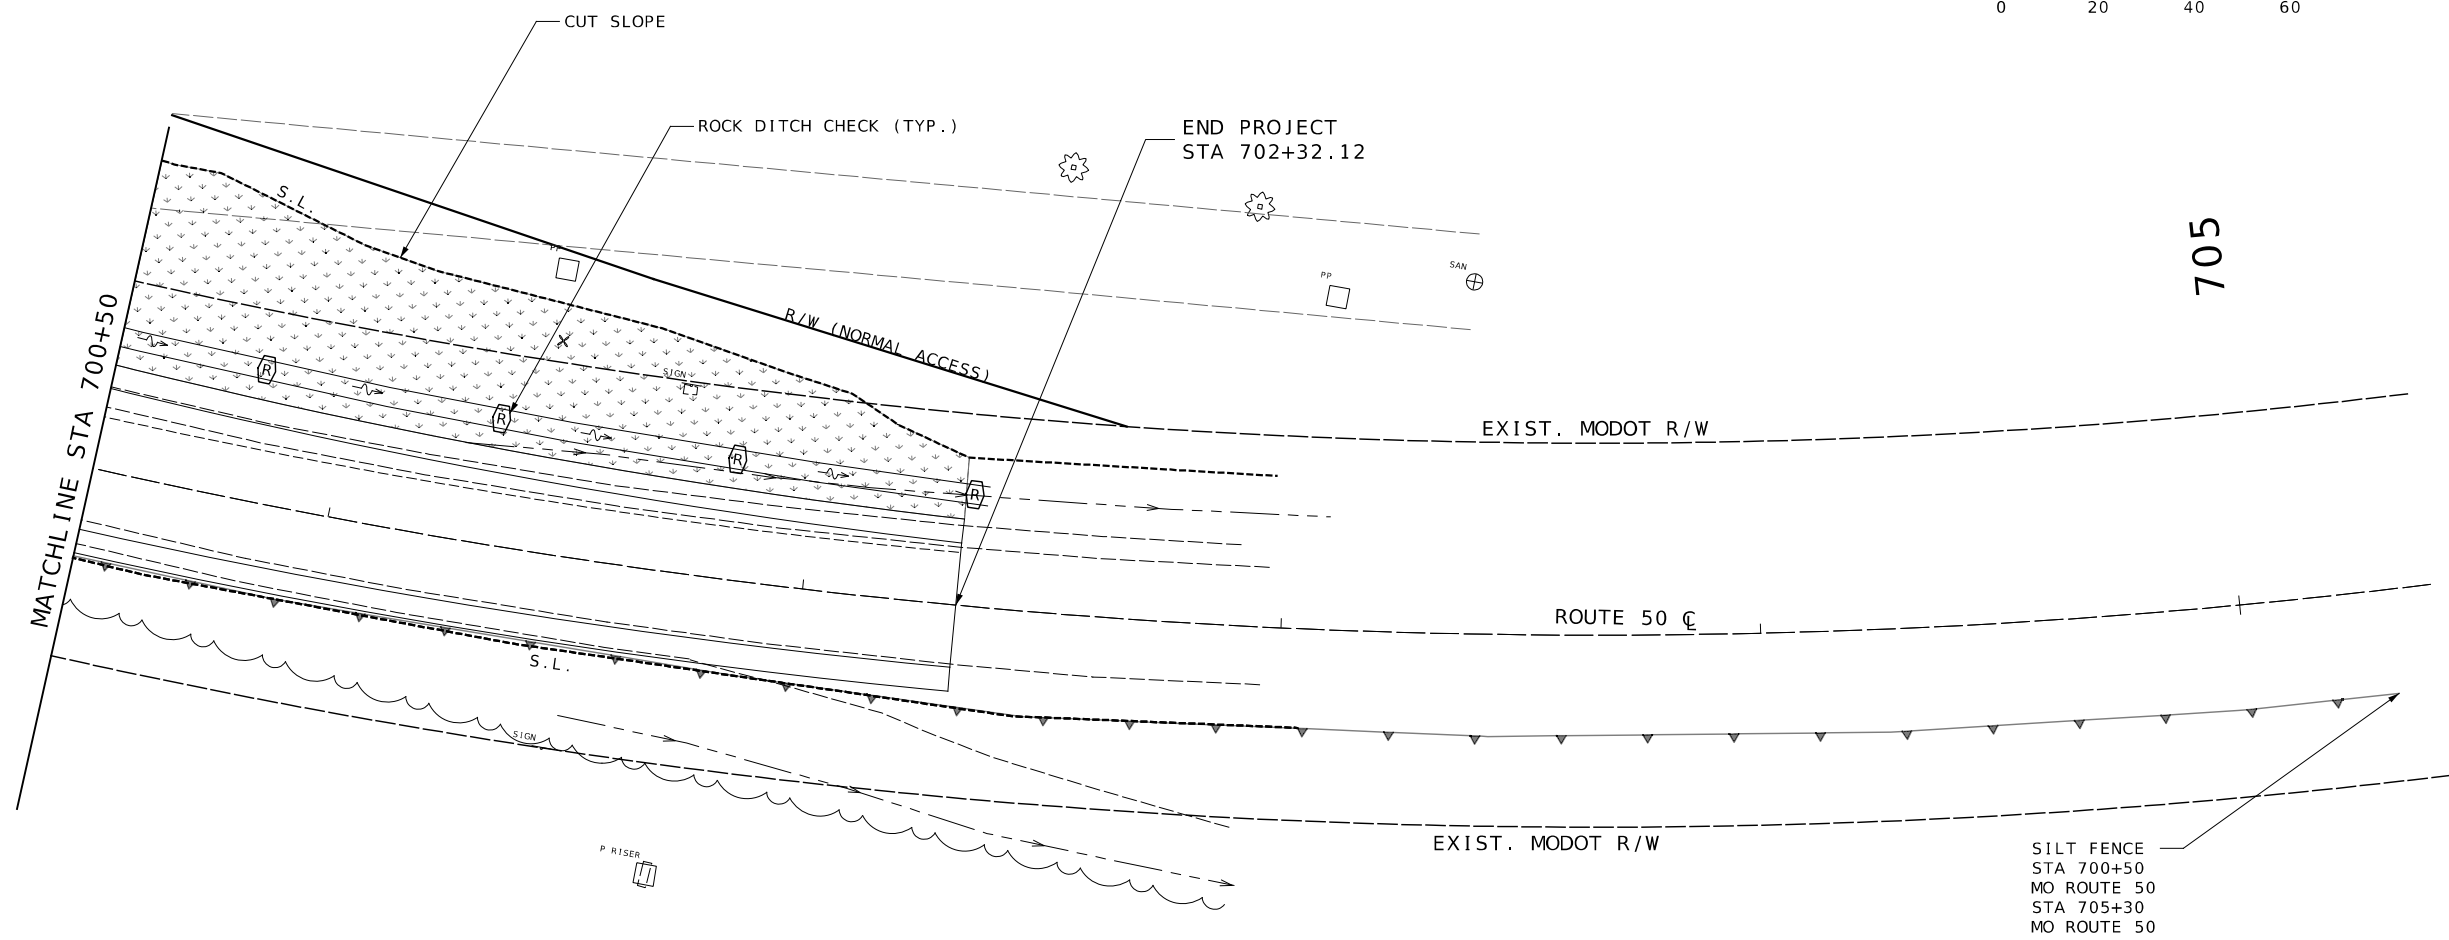 0 20 40 60
CUT SLOPE
ROCK DITCH CHECK (TYP.)
END PROJECT
STA 702+32.12
S.L.
PP
705
SAN
PP
MATCHLINE STA 700+50
R/W (NORMAL ACCESS)
SIGN
R
R
R
R
EXIST. MODOT R/W
ROUTE 50 ℄
S.L.
SIGN
EXIST. MODOT R/W
P RISER
SILT FENCE
STA 700+50
MO ROUTE 50
STA 705+30
MO ROUTE 50